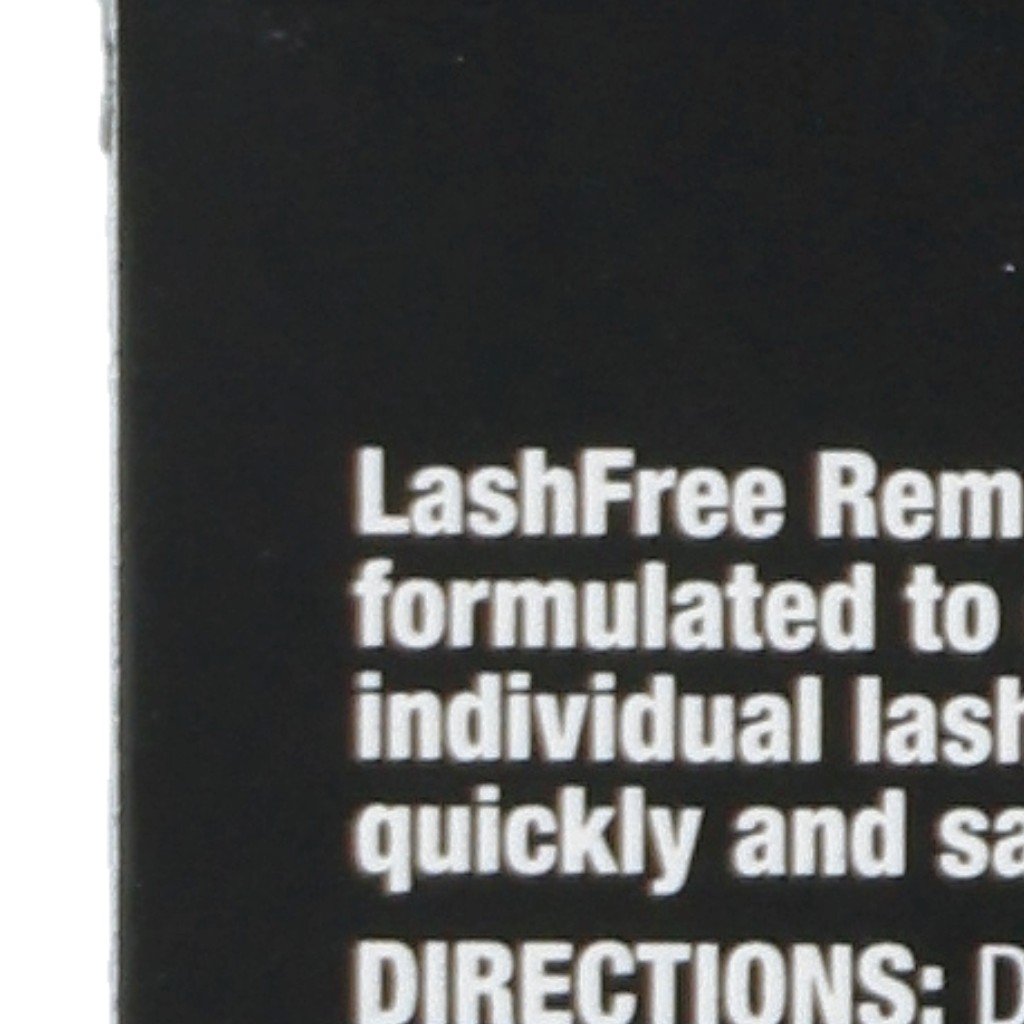 LashFree Rem
formulated to
individual lash
quickly and sa
DIRECTIONS: D